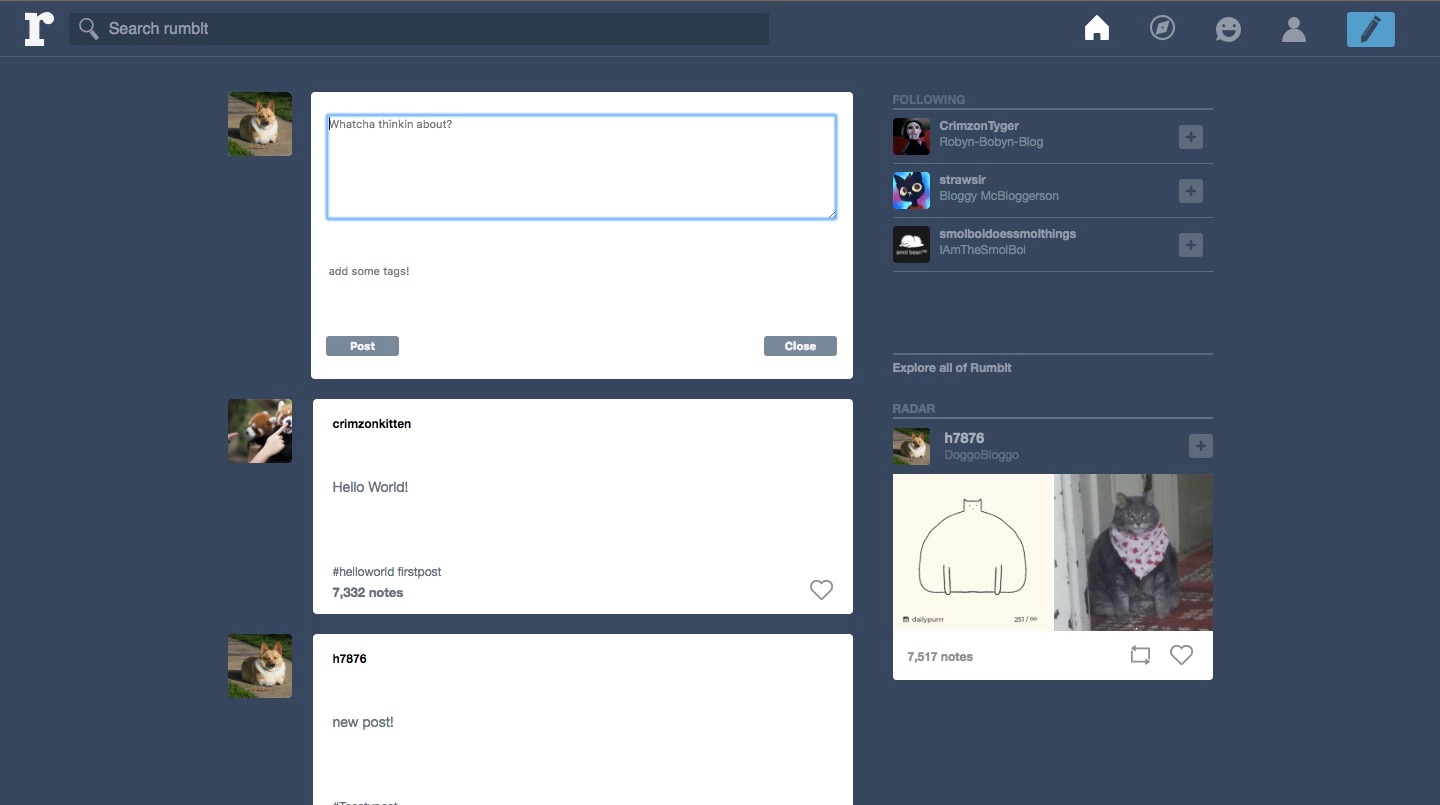 r
Search rumblt
Whatcha thinkin about?
add some tags!
Post
Close
crimzonkitten
Hello World!
#helloworld firstpost
7,332 notes
h7876
new post!
FOLLOWING
CrimzonTyger
Robyn-Bobyn-Blog
strawsir
Bloggy McBloggerson
smolboidoessmolthings
IAmTheSmolBoi
Explore all of Rumblt
RADAR
h7876
DoggoBloggo
dailypurrr
251 / ∞
7,517 notes